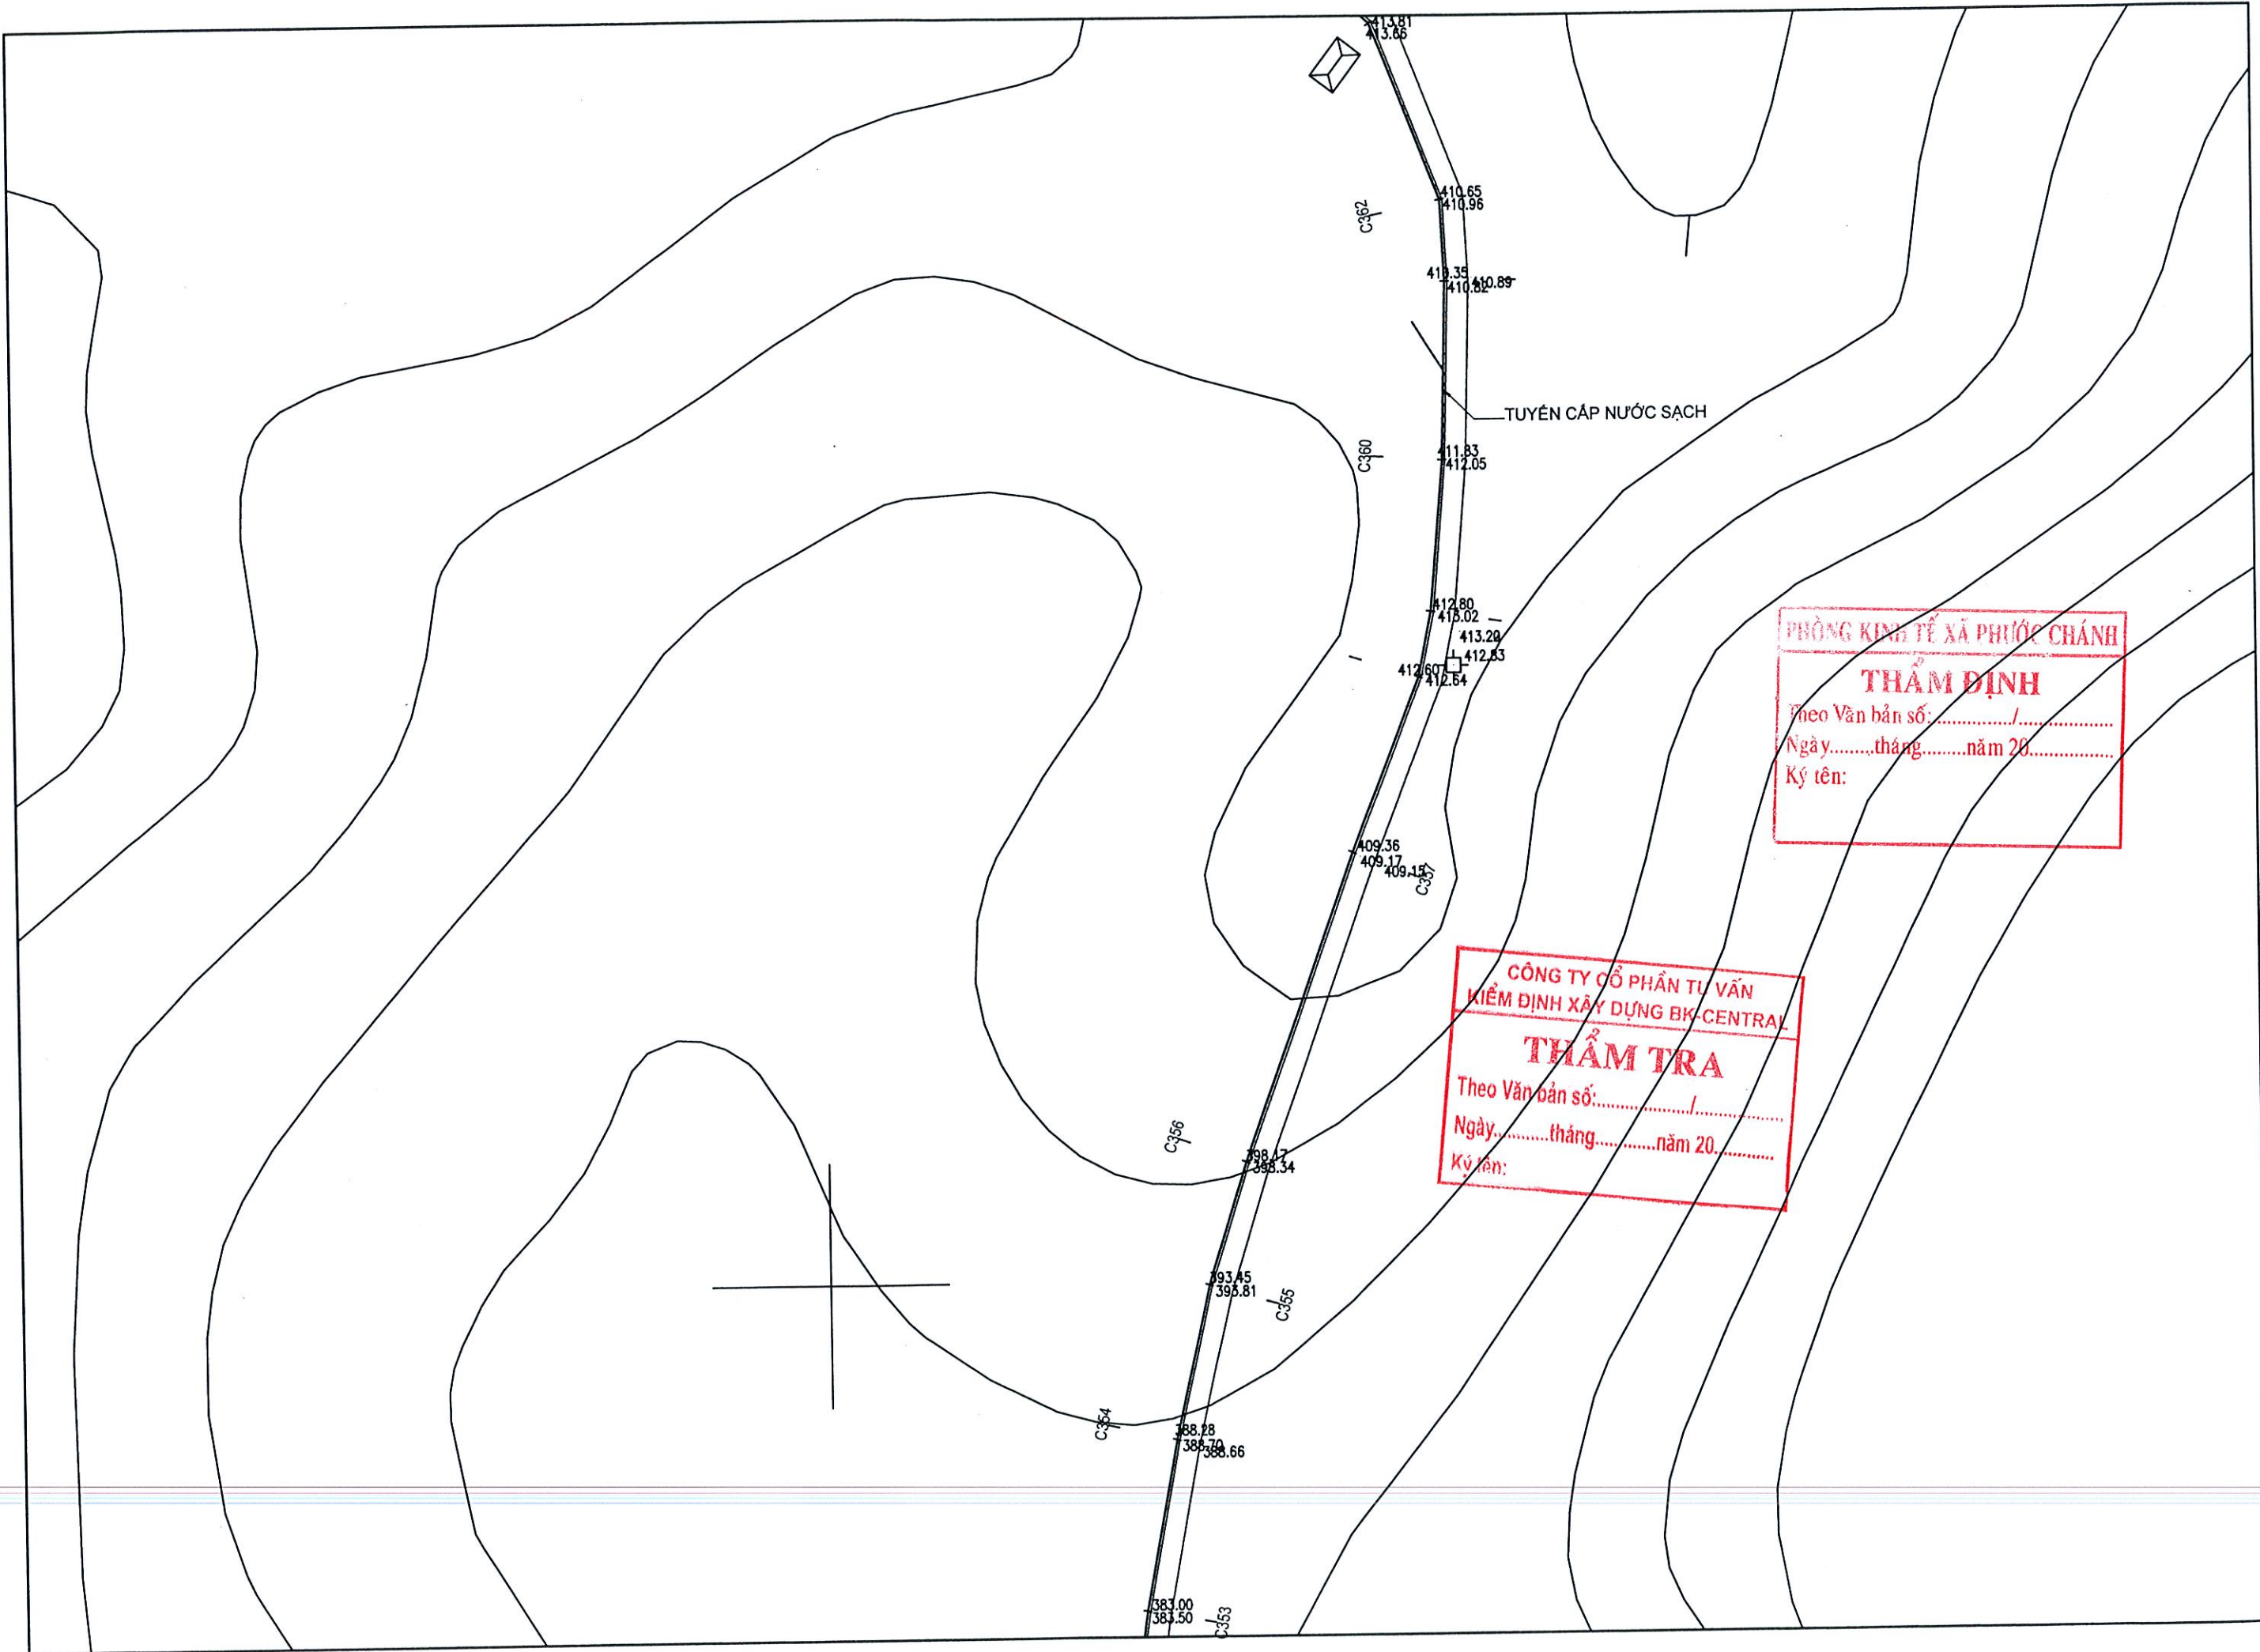 413.81
413.66
410.65
410.96
C362
410.89
410.82
TUYẾN CẤP NƯỚC SẠCH
C360
411.83
412.05
412.80
413.02
413.20
412.83
412.60
412.64
409.36
409.17
409.15
C357
PHÒNG KINH TẾ XÃ PHƯỚC CHÁNH
THẨM ĐỊNH
Theo Văn bản số:............../..................
Ngày.........tháng.........năm 20................
Ký tên:
CÔNG TY CỔ PHẦN TƯ VẤN
KIỂM ĐỊNH XÂY DỰNG BK-CENTRAL
THẨM TRA
Theo Văn bản số:................../.................
Ngày...........tháng............năm 20............
Ký tên:
C356
398.17
398.34
393.45
393.81
C355
C354
388.28
388.70
388.66
383.00
383.50
C353